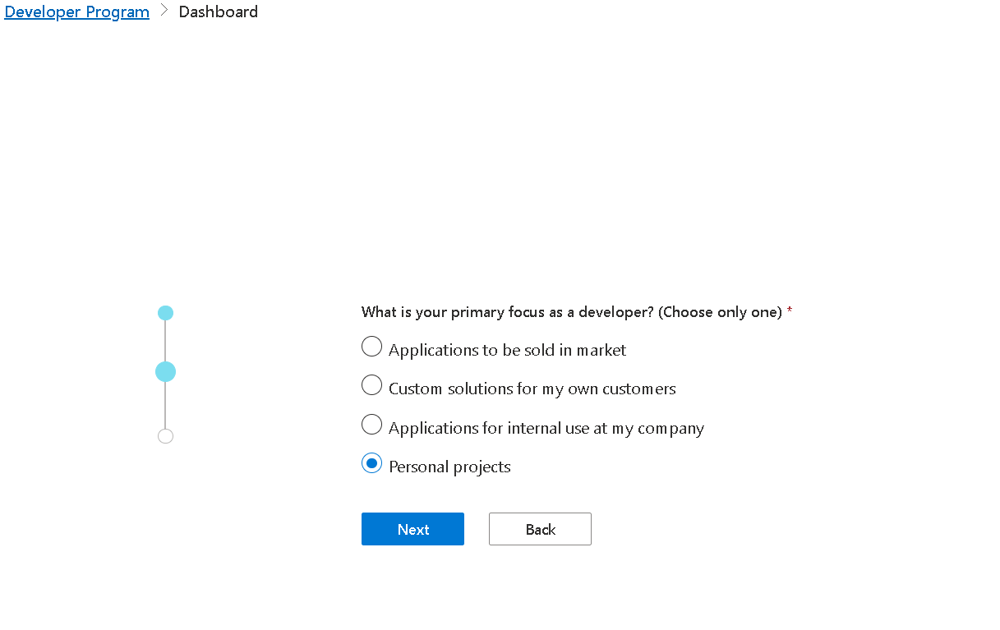 Developer Program > Dashboard
What is your primary focus as a developer? (Choose only one) *
Applications to be sold in market
Custom solutions for my own customers
Applications for internal use at my company
Personal projects
Next Back